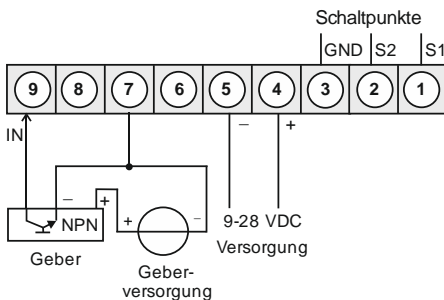 Schaltpunkte
GND S2 S1
9 8 7 6 5 4 3 2 1
IN − +
− + + −
NPN
9-28 VDC
Versorgung
Geber
Geber-
versorgung